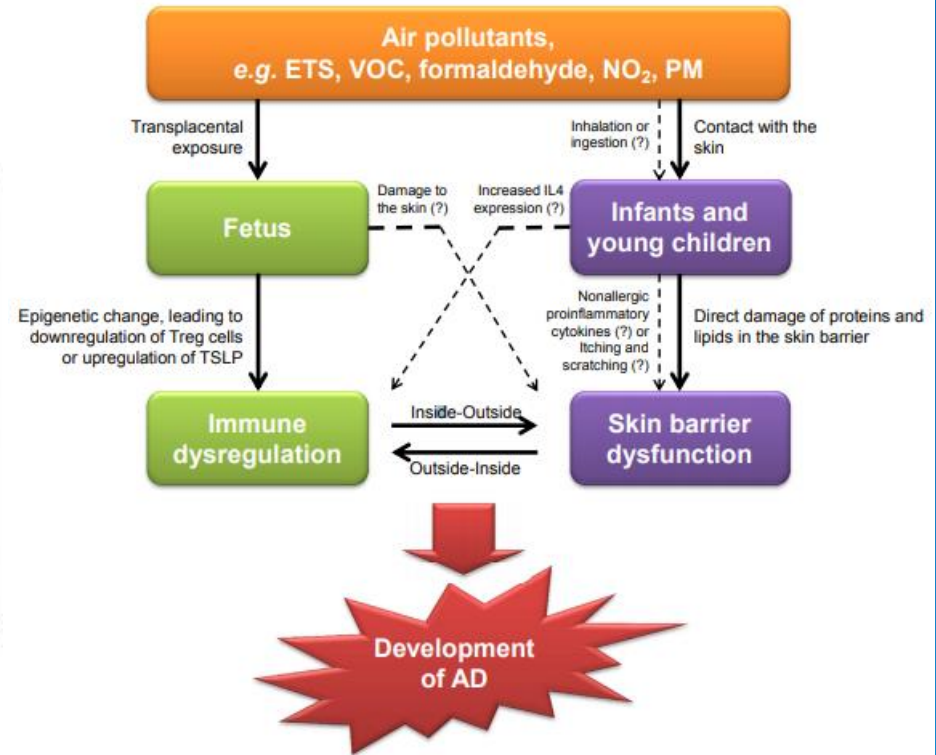 Air pollutants,
e.g. ETS, VOC, formaldehyde, NO₂, PM
Transplacental
exposure
Inhalation or
ingestion (?)
Contact with the
skin
Fetus
Damage to
the skin (?)
Increased IL4
expression (?)
Infants and
young children
Epigenetic change, leading to
downregulation of Treg cells
or upregulation of TSLP
Nonallergic
proinflammatory
cytokines (?) or
Itching and
scratching (?)
Direct damage of proteins and
lipids in the skin barrier
Immune
dysregulation
Inside-Outside
Outside-Inside
Skin barrier
dysfunction
Development
of AD